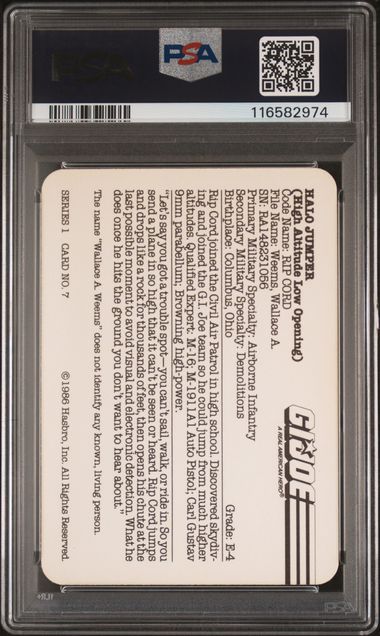 PSA
PSA
116582974
HALO JUMPER
(High Altitude Low Opening)
Code Name: RIP CORD
File Name: Weems, Wallace A.
SN: RA148231056
Primary Military Specialty: Airborne Infantry
Secondary Military Specialty: Demolitions
Birthplace: Columbus, Ohio
Grade: E-4
G.I. JOE
A REAL AMERICAN HERO®
Rip Cord joined the Civil Air Patrol in high school. Discovered skydiv-
ing and joined the G.I. Joe team so he could jump from much higher
altitudes. Qualified Expert: M-16; M-1911A1 Auto Pistol; Carl Gustav
9mm parabellum; Browning high-power.
"Let's say you got a trouble spot—you can't sail, walk, or ride in. So you
send a plane in so high that it can't be seen or heard. Rip Cord jumps
and drops like a rock for thousands of feet, then opens his chute at the
last possible moment to avoid visual and electronic detection. What he
does once he hits the ground you don't want to hear about."
The name "Wallace A. Weems" does not identify any known, living person.
SERIES 1 CARD NO. 7
©1986 Hasbro, Inc. All Rights Reserved.